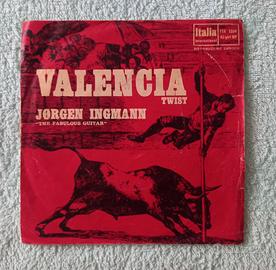 Italia
VALENCIA
TWIST
JØRGEN INGMANN
"THE FABULOUS GUITAR"